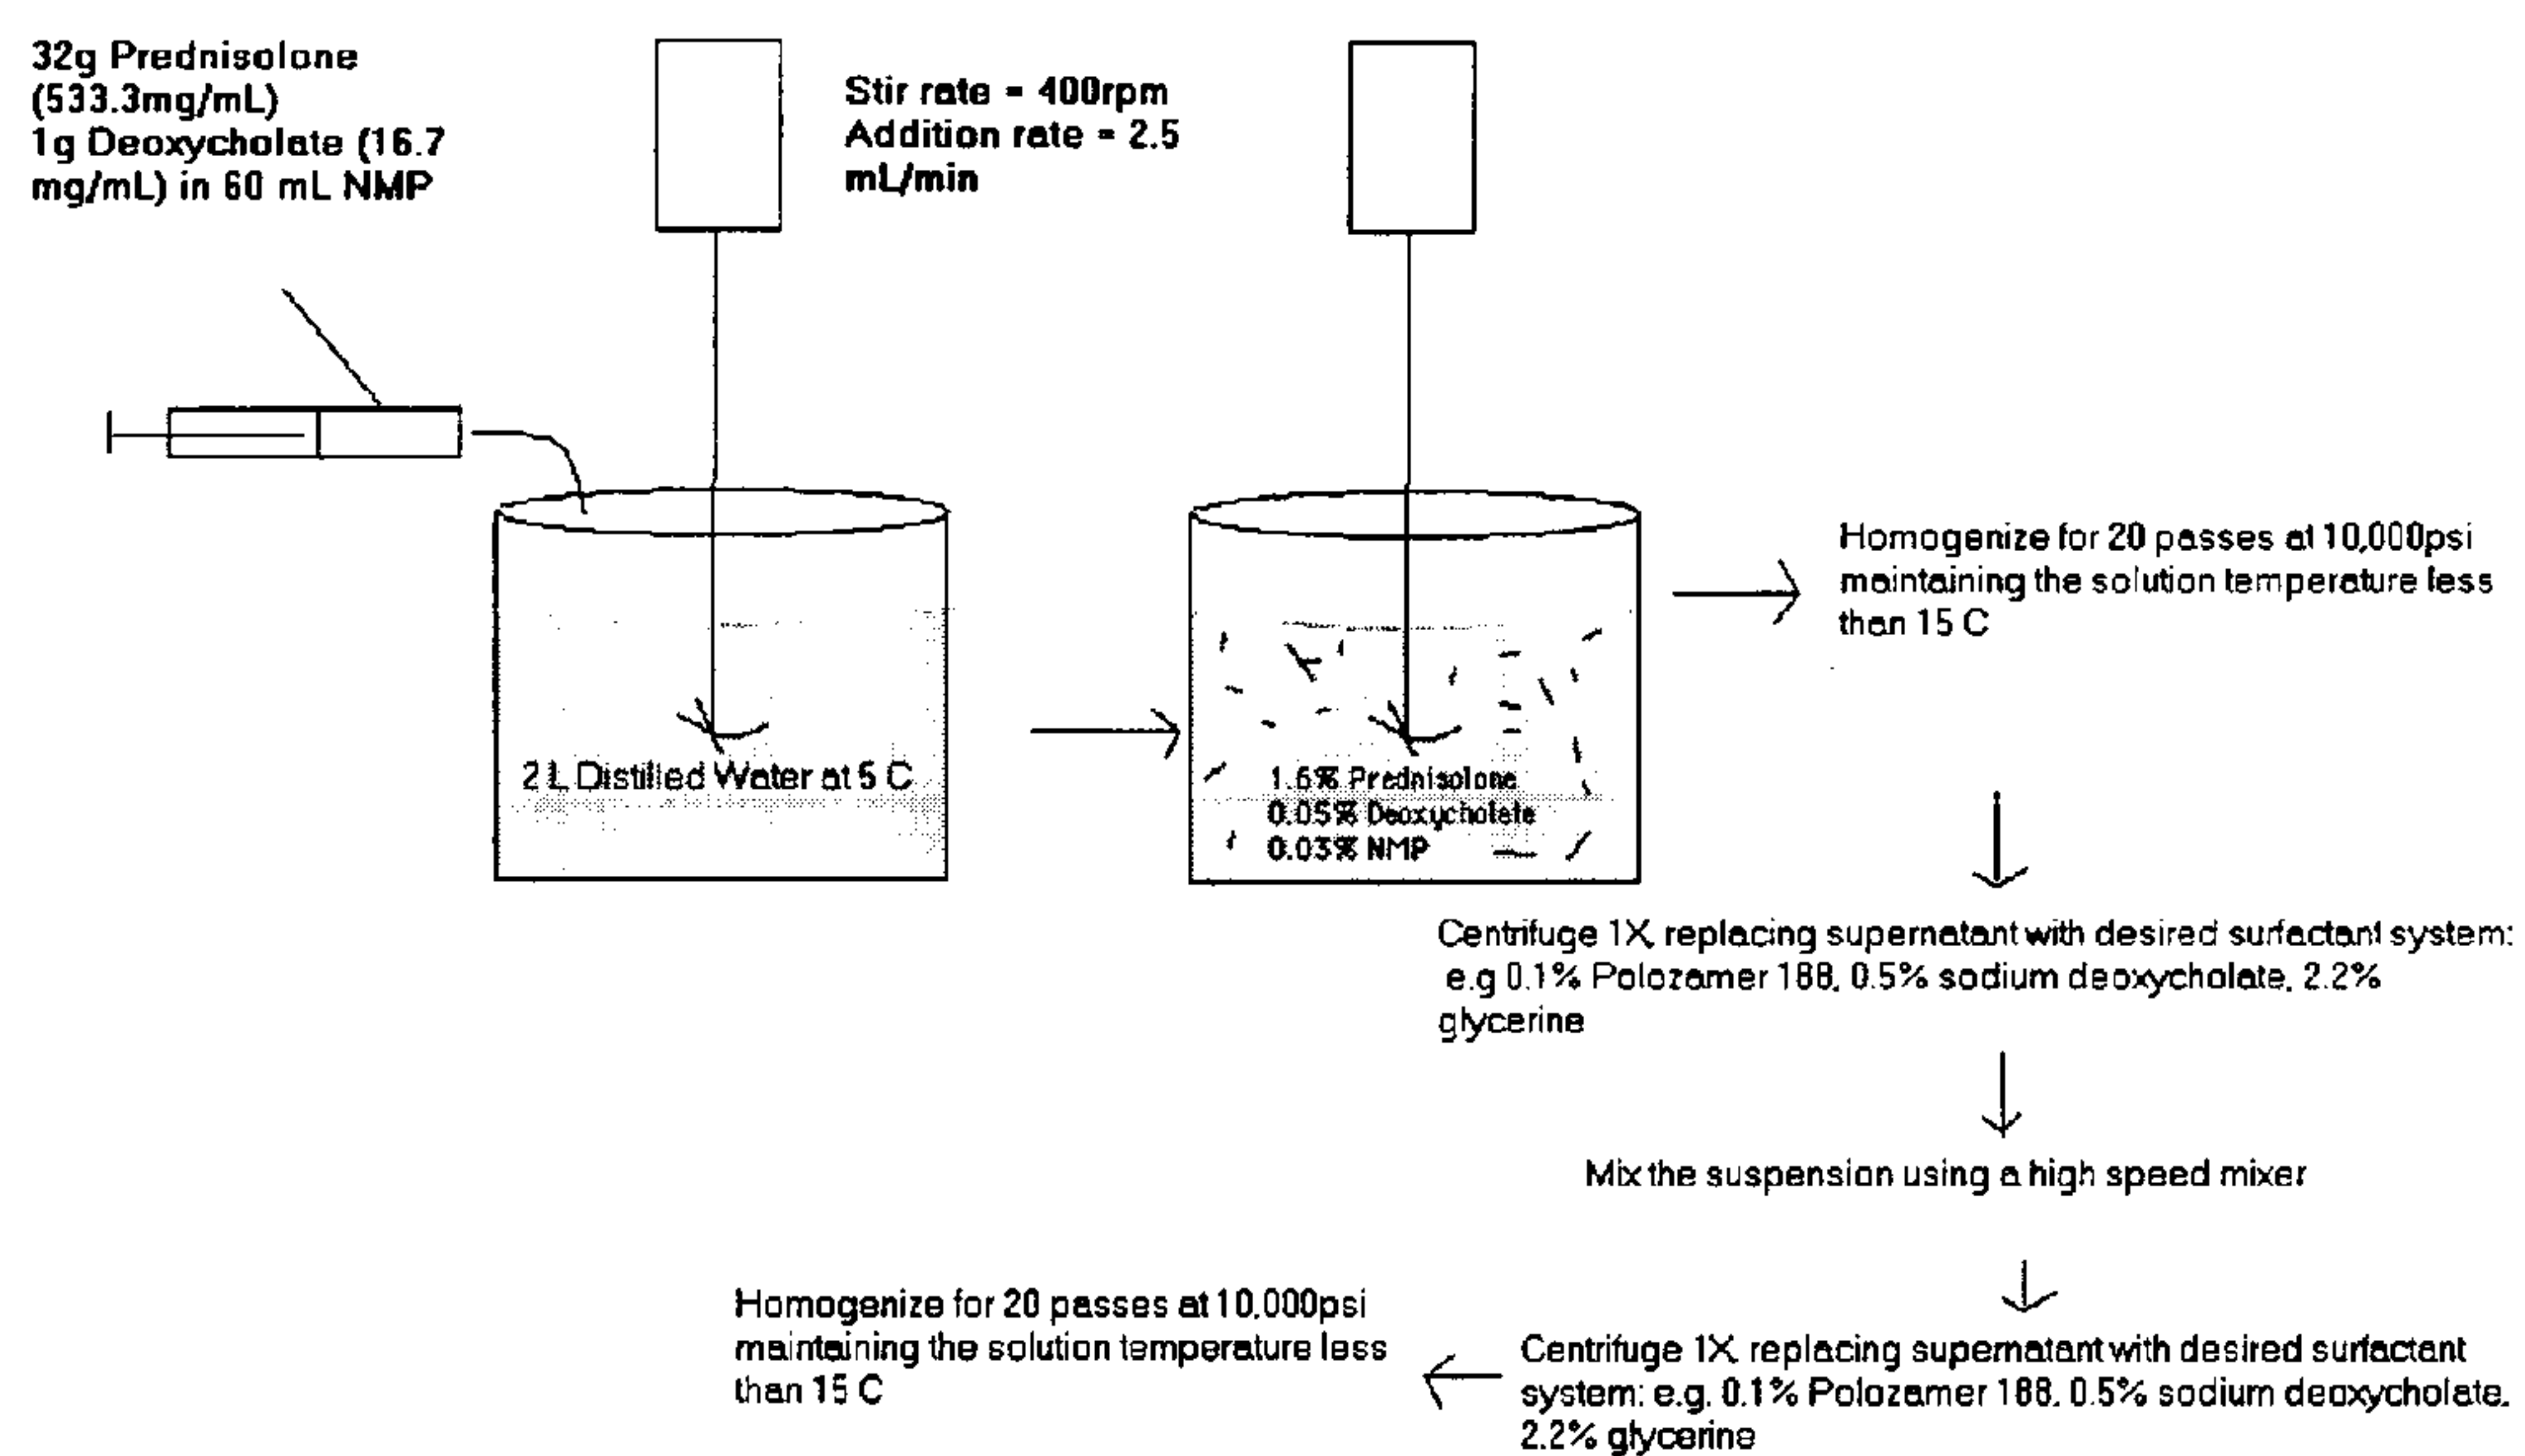 32g Prednisolone
(533.3mg/mL)
1g Deoxycholate (16.7
mg/mL) in 60 mL NMP
Stir rate = 400rpm
Addition rate = 2.5
mL/min
2 L Distilled Water at 5 C
1.6% Prednisolone
0.05% Deoxycholate
0.03% NMP
Homogenize for 20 passes at 10,000psi
maintaining the solution temperature less
than 15 C
Centrifuge 1X, replacing supernatant with desired surfactant system:
e.g 0.1% Polozamer 188, 0.5% sodium deoxycholate, 2.2%
glycerine
Mix the suspension using a high speed mixer
Centrifuge 1X, replacing supernatant with desired surfactant
system: e.g. 0.1% Polozamer 188, 0.5% sodium deoxycholate,
2.2% glycerine
Homogenize for 20 passes at 10,000psi
maintaining the solution temperature less
than 15 C